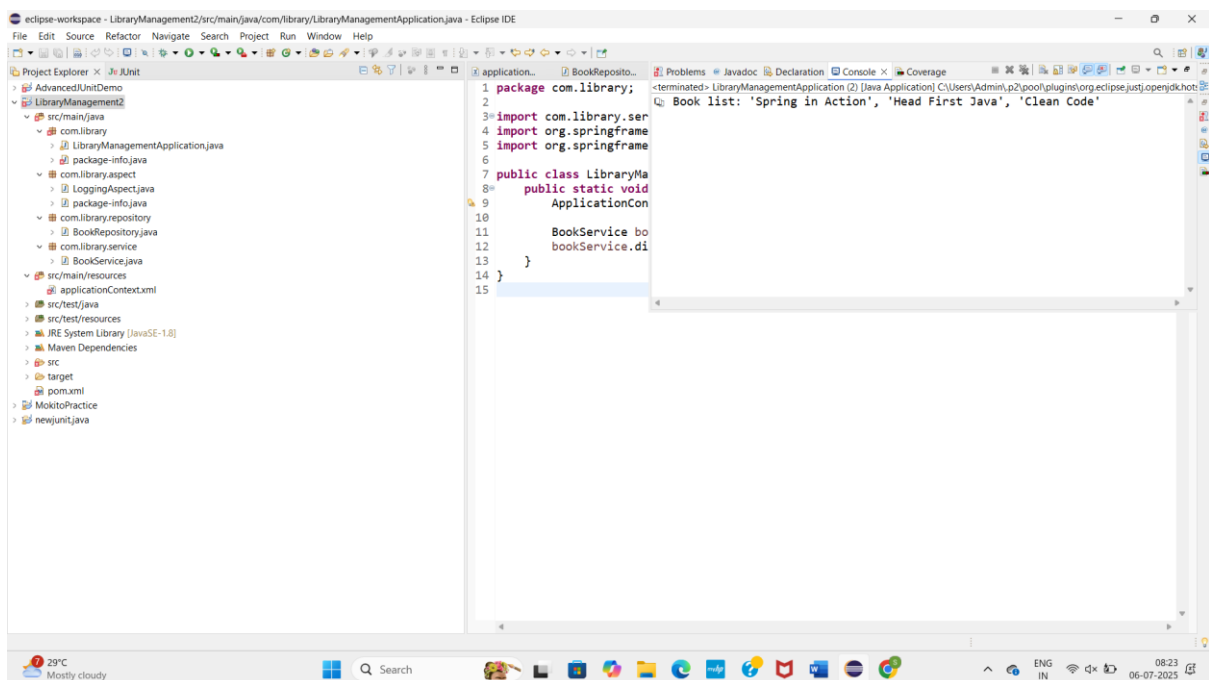 eclipse-workspace - LibraryManagement2/src/main/java/com/library/LibraryManagementApplication.java - Eclipse IDE
File Edit Source Refactor Navigate Search Project Run Window Help
Project Explorer × JUnit
application...
BookReposito...
Problems Javadoc Declaration Console × Coverage
AdvancedJUnitDemo
LibraryManagement2
src/main/java
com.library
LibraryManagementApplication.java
package-info.java
com.library.aspect
LoggingAspect.java
package-info.java
com.library.repository
BookRepository.java
com.library.service
BookService.java
src/main/resources
applicationContext.xml
src/test/java
src/test/resources
JRE System Library [JavaSE-1.8]
Maven Dependencies
src
target
pom.xml
MokitoPractice
newjunit.java
1 package com.library;
2
3 import com.library.ser
4 import org.springframe
5 import org.springframe
6
7 public class LibraryMa
8 public static void
9 ApplicationCon
10
11 BookService bo
12 bookService.di
13 }
14 }
15
<terminated> LibraryManagementApplication (2) [Java Application] C:\Users\Admin\.p2\pool\plugins\org.eclipse.justj.openjdk.hots
Book list: 'Spring in Action', 'Head First Java', 'Clean Code'
7
29°C
Mostly cloudy
Search
ENG
IN
08:23
06-07-2025